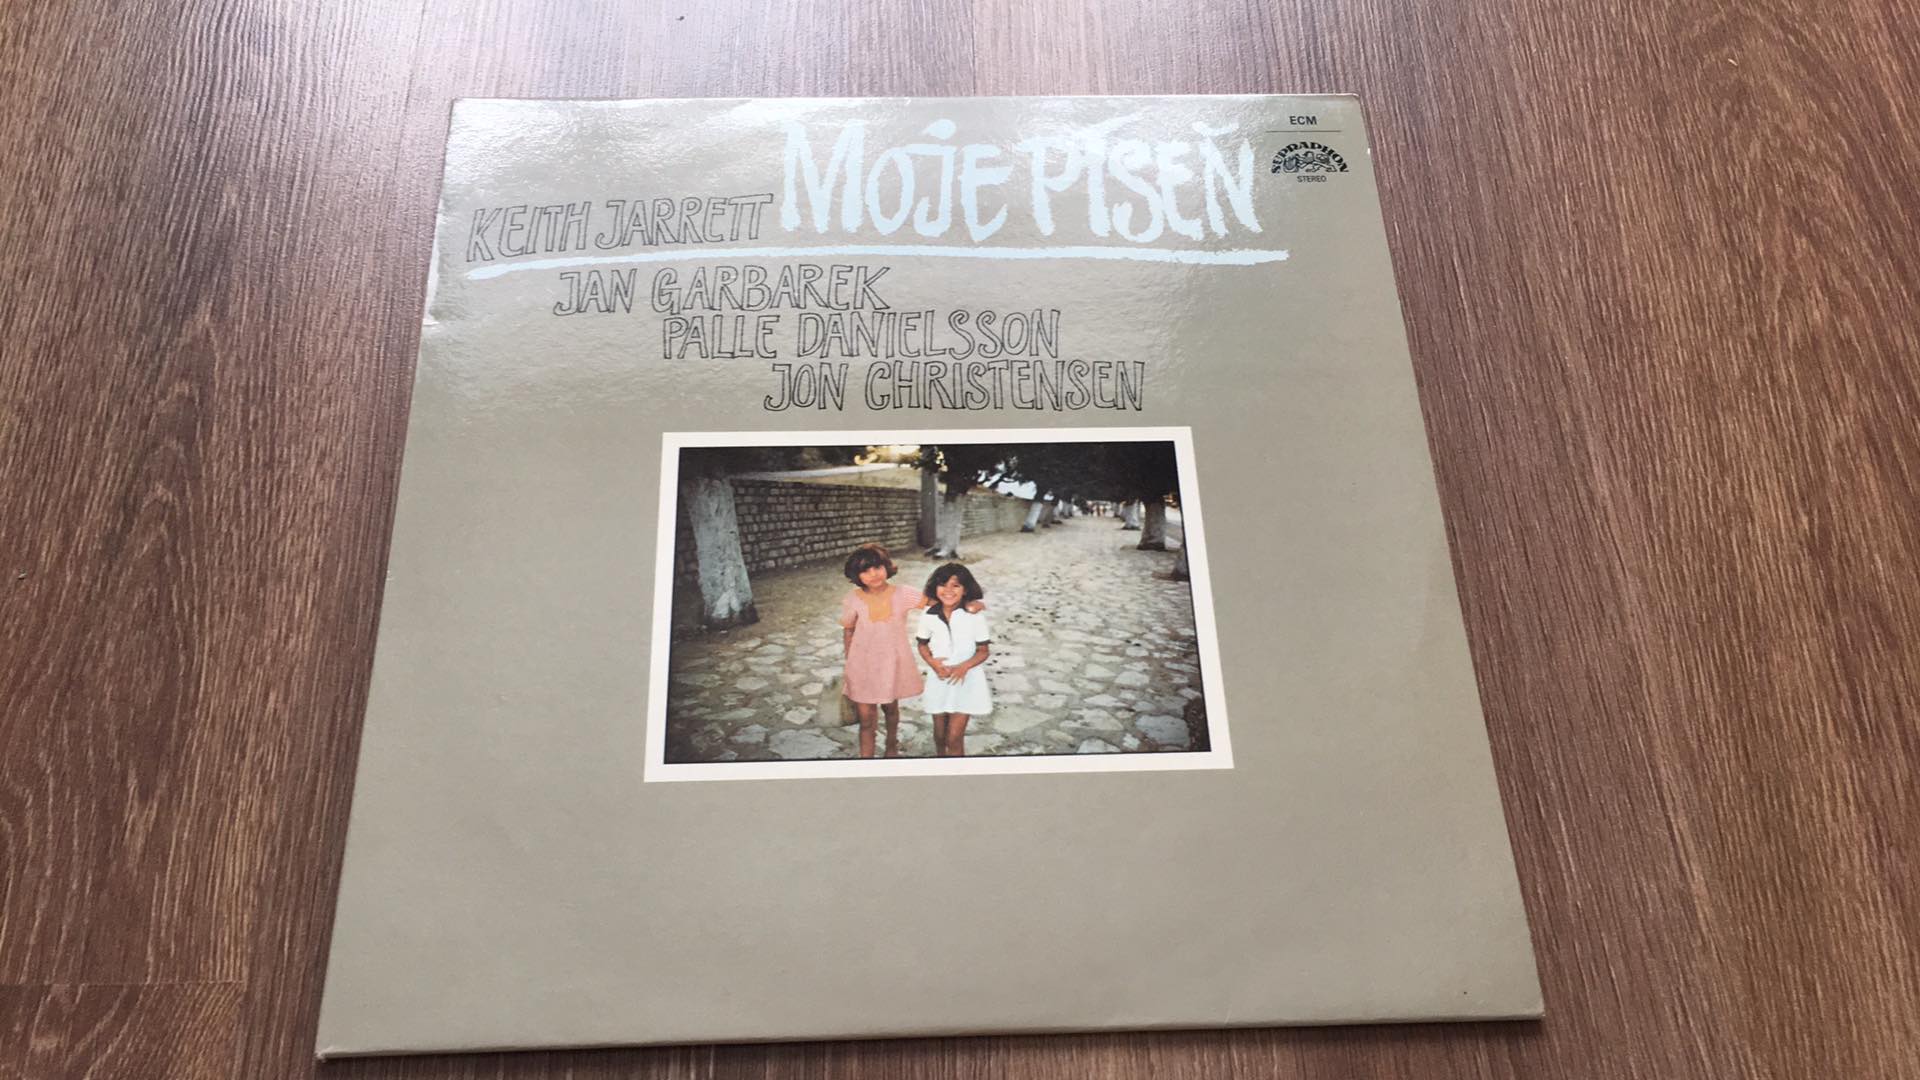 ECM
SUPRAPHON
STEREO
KEITH JARRETT MOJE PÍSEŇ
JAN GARBAREK
PALLE DANIELSSON
JON CHRISTENSEN